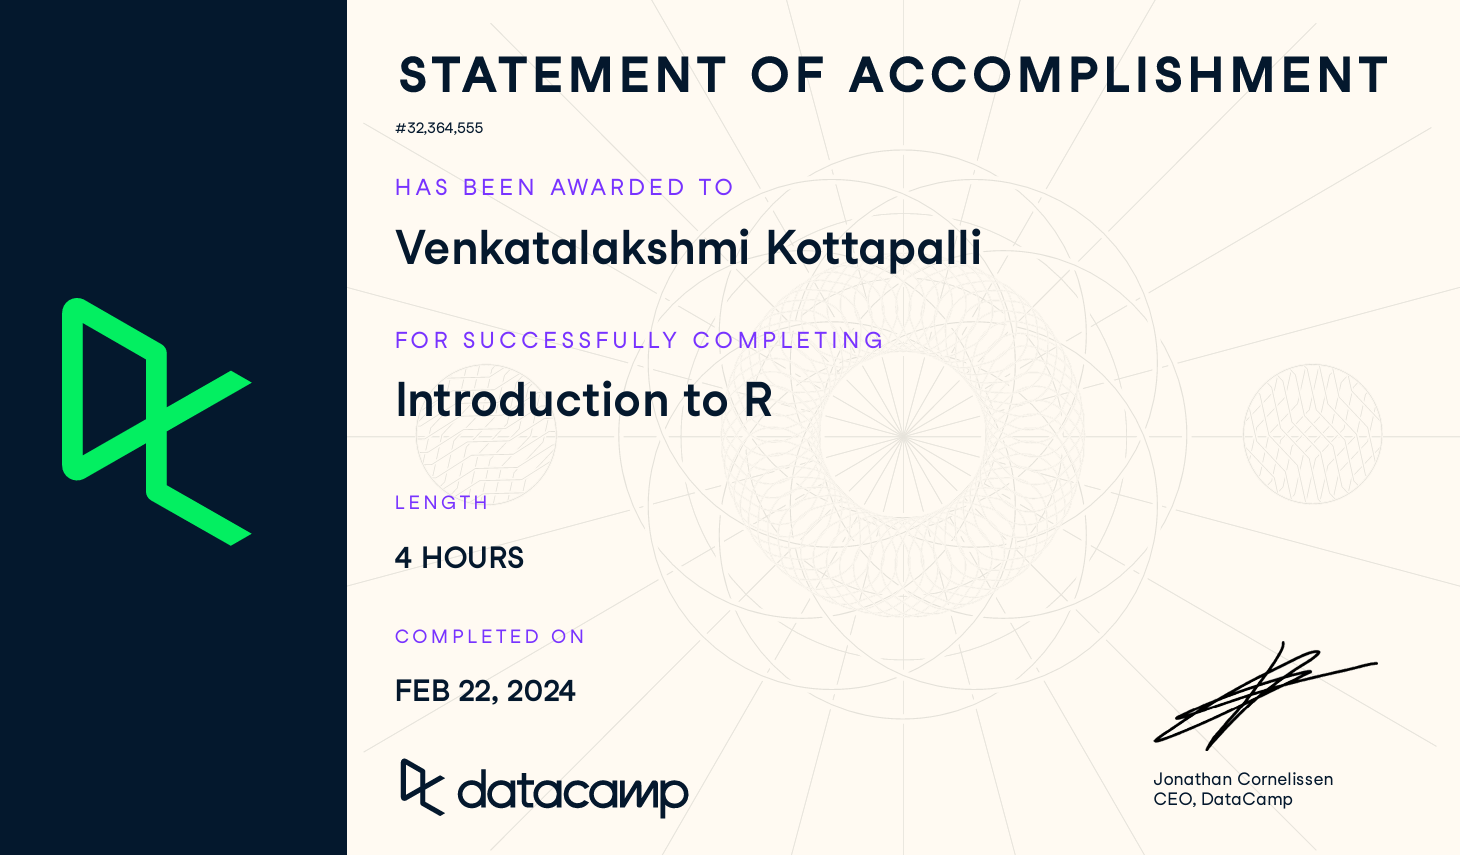 STATEMENT OF ACCOMPLISHMENT
#32,364,555
HAS BEEN AWARDED TO
Venkatalakshmi Kottapalli
FOR SUCCESSFULLY COMPLETING
Introduction to R
LENGTH
4 HOURS
COMPLETED ON
FEB 22, 2024
datacamp
Jonathan Cornelissen
CEO, DataCamp